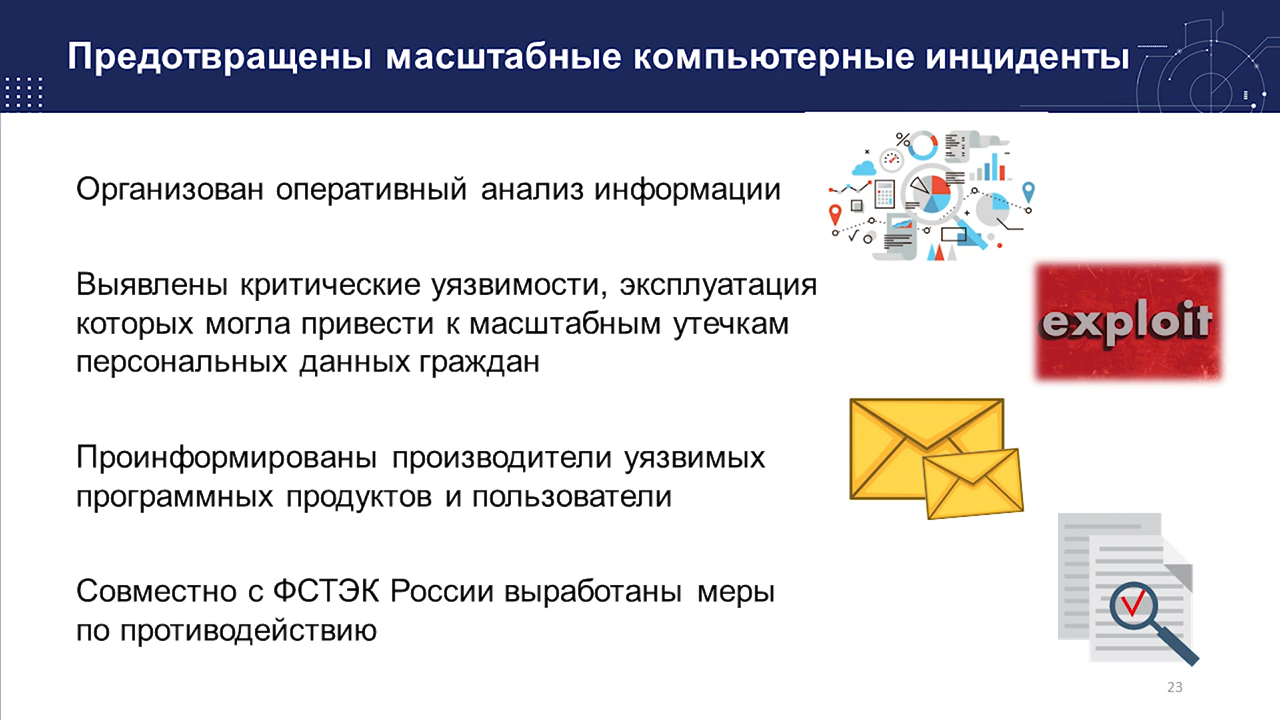 Предотвращены масштабные компьютерные инциденты
Организован оперативный анализ информации
Выявлены критические уязвимости, эксплуатация
которых могла привести к масштабным утечкам
персональных данных граждан
exploit
Проинформированы производители уязвимых
программных продуктов и пользователи
Совместно с ФСТЭК России выработаны меры
по противодействию
23